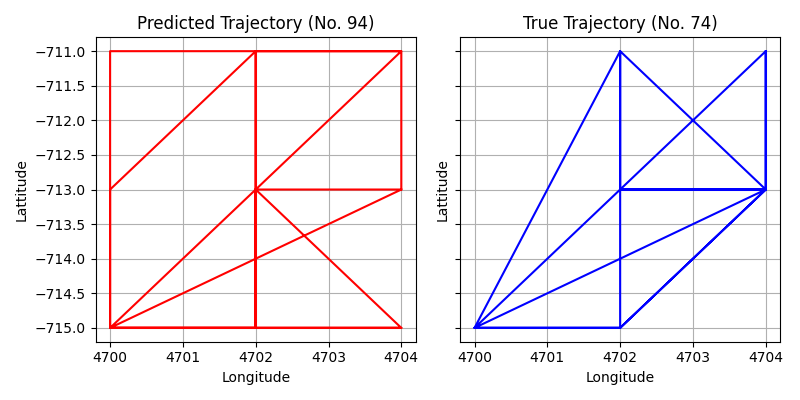 Predicted Trajectory (No. 94)
True Trajectory (No. 74)
−711.0
−711.5
−712.0
−712.5
−713.0
−713.5
−714.0
−714.5
−715.0
Lattitude
Lattitude
4700 4701 4702 4703 4704
4700 4701 4702 4703 4704
Longitude
Longitude